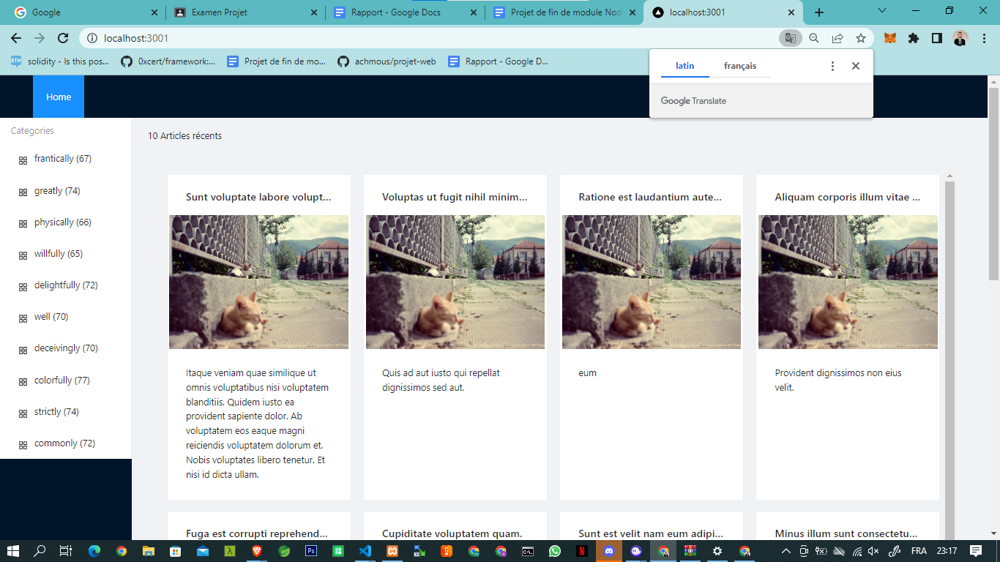 Google
Examen Projet
Rapport - Google Docs
Projet de fin de module Nod
localhost:3001
localhost:3001
solidity - Is this pos...
0xcert/framework:...
Projet de fin de mo...
achmous/projet-web
Rapport - Google D...
latin
français
Google Translate
Home
Categories
frantically (67)
greatly (74)
physically (66)
willfully (65)
delightfully (72)
well (70)
deceivingly (70)
colorfully (77)
strictly (74)
commonly (72)
10 Articles récents
Sunt voluptate labore volupt...
Itaque veniam quae similique ut
omnis voluptatibus nisi voluptatem
blanditiis. Quidem iusto ea
provident sapiente dolor. Ab
voluptatem eos eaque magni
reiciendis voluptatem dolorum et.
Nobis voluptates libero tenetur. Et
nisi id dicta ullam.
Voluptas ut fugit nihil minim...
Quis ad aut iusto qui repellat
dignissimos sed aut.
Ratione est laudantium aute...
eum
Aliquam corporis illum vitae ...
Provident dignissimos non eius
velit.
Fuga est corrupti reprehend...
Cupiditate voluptatem quam.
Sunt est velit nam eum adipi...
Minus illum sunt consectetu...
FRA
23:17